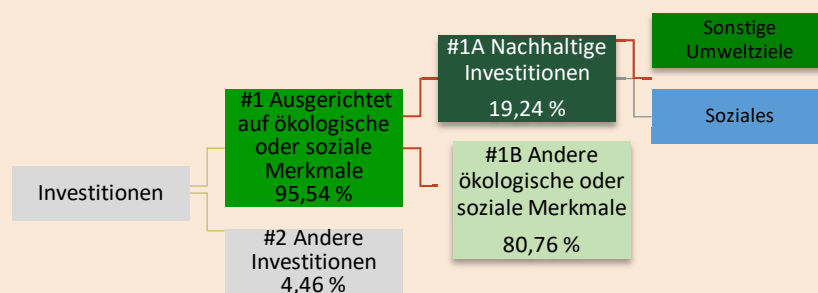 Investitionen
#1 Ausgerichtet
auf ökologische
oder soziale
Merkmale
95,54 %
#2 Andere
Investitionen
4,46 %
#1A Nachhaltige
Investitionen
19,24 %
#1B Andere
ökologische oder
soziale Merkmale
80,76 %
Sonstige
Umweltziele
Soziales